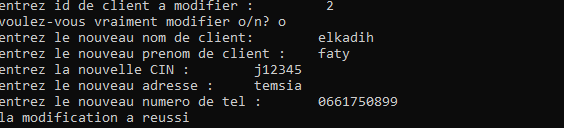 entrez id de client a modifier : 2
voulez-vous vraiment modifier o/n? o
entrez le nouveau nom de client: elkadih
entrez le nouveau prenom de client : faty
entrez la nouvelle CIN : j12345
entrez le nouveau adresse : temsia
entrez le nouveau numero de tel : 0661750899
la modification a reussi